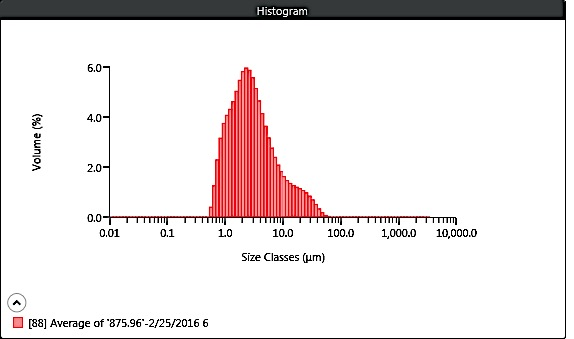 Histogram
6.0
4.0
2.0
0.0
Volume (%)
0.01 0.1 1.0 10.0 100.0 1,000.0 10,000.0
Size Classes (µm)
[88] Average of '875.96'-2/25/2016 6